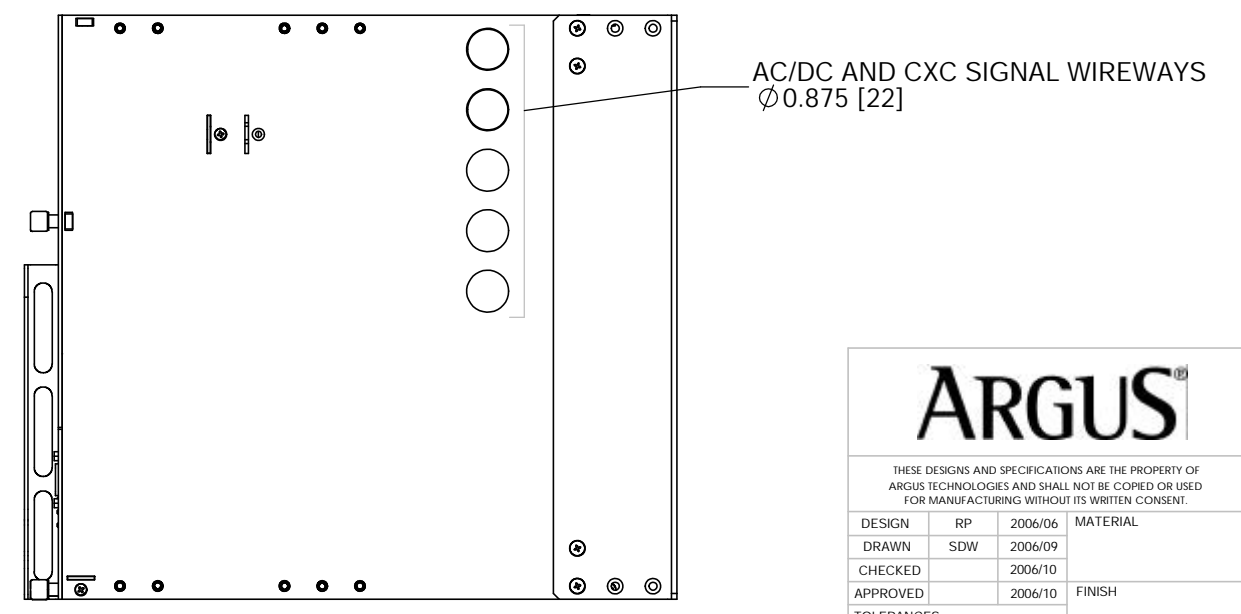 AC/DC AND CXC SIGNAL WIREWAYS
∅0.875 [22]
ARGUS®
THESE DESIGNS AND SPECIFICATIONS ARE THE PROPERTY OF
ARGUS TECHNOLOGIES AND SHALL NOT BE COPIED OR USED
FOR MANUFACTURING WITHOUT ITS WRITTEN CONSENT.
DESIGN RP 2006/06 MATERIAL
DRAWN SDW 2006/09
CHECKED 2006/10
APPROVED 2006/10 FINISH
TOLERANCES